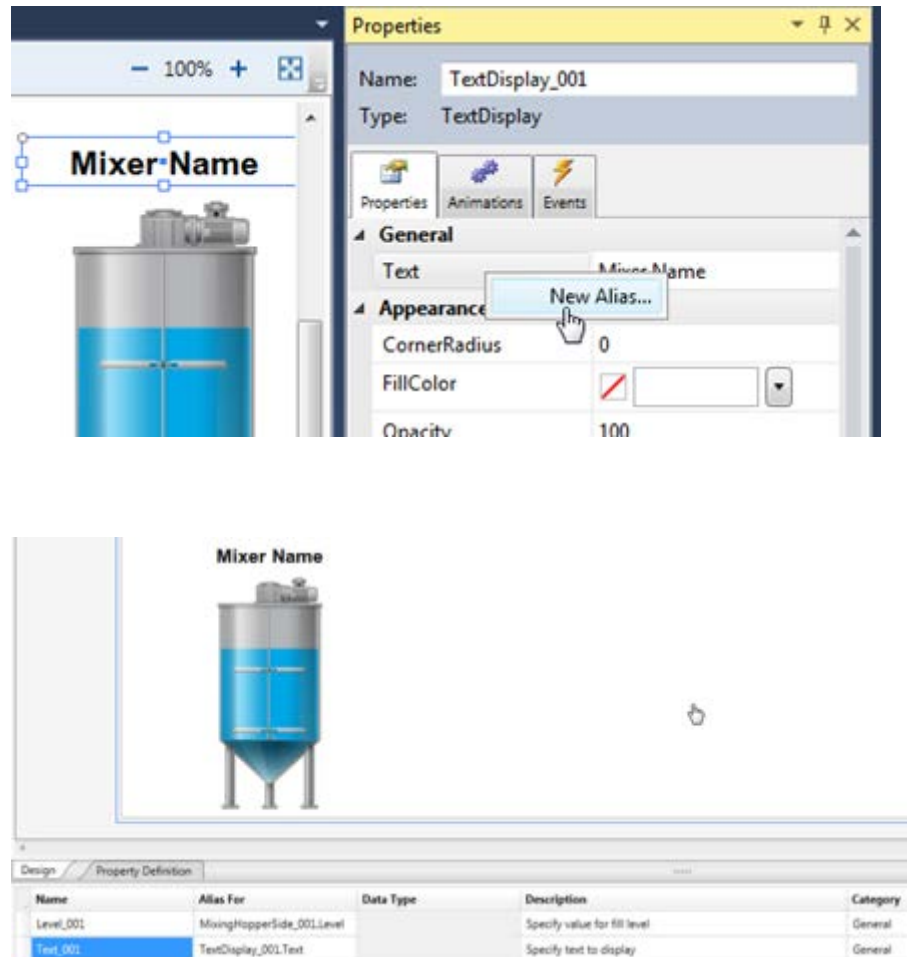 Properties
100%
Name: TextDisplay_001
Type: TextDisplay
Mixer Name
Properties Animations Events
General
Text Mixer Name
New Alias...
Appearance
CornerRadius 0
FillColor
Opacity 100
Mixer Name
Design Property Definition
Name Alias For Data Type Description Category
Level_001 MixingHopperSide_001.Level Specify value for fill level General
Text_001 TextDisplay_001.Text Specify text to display General